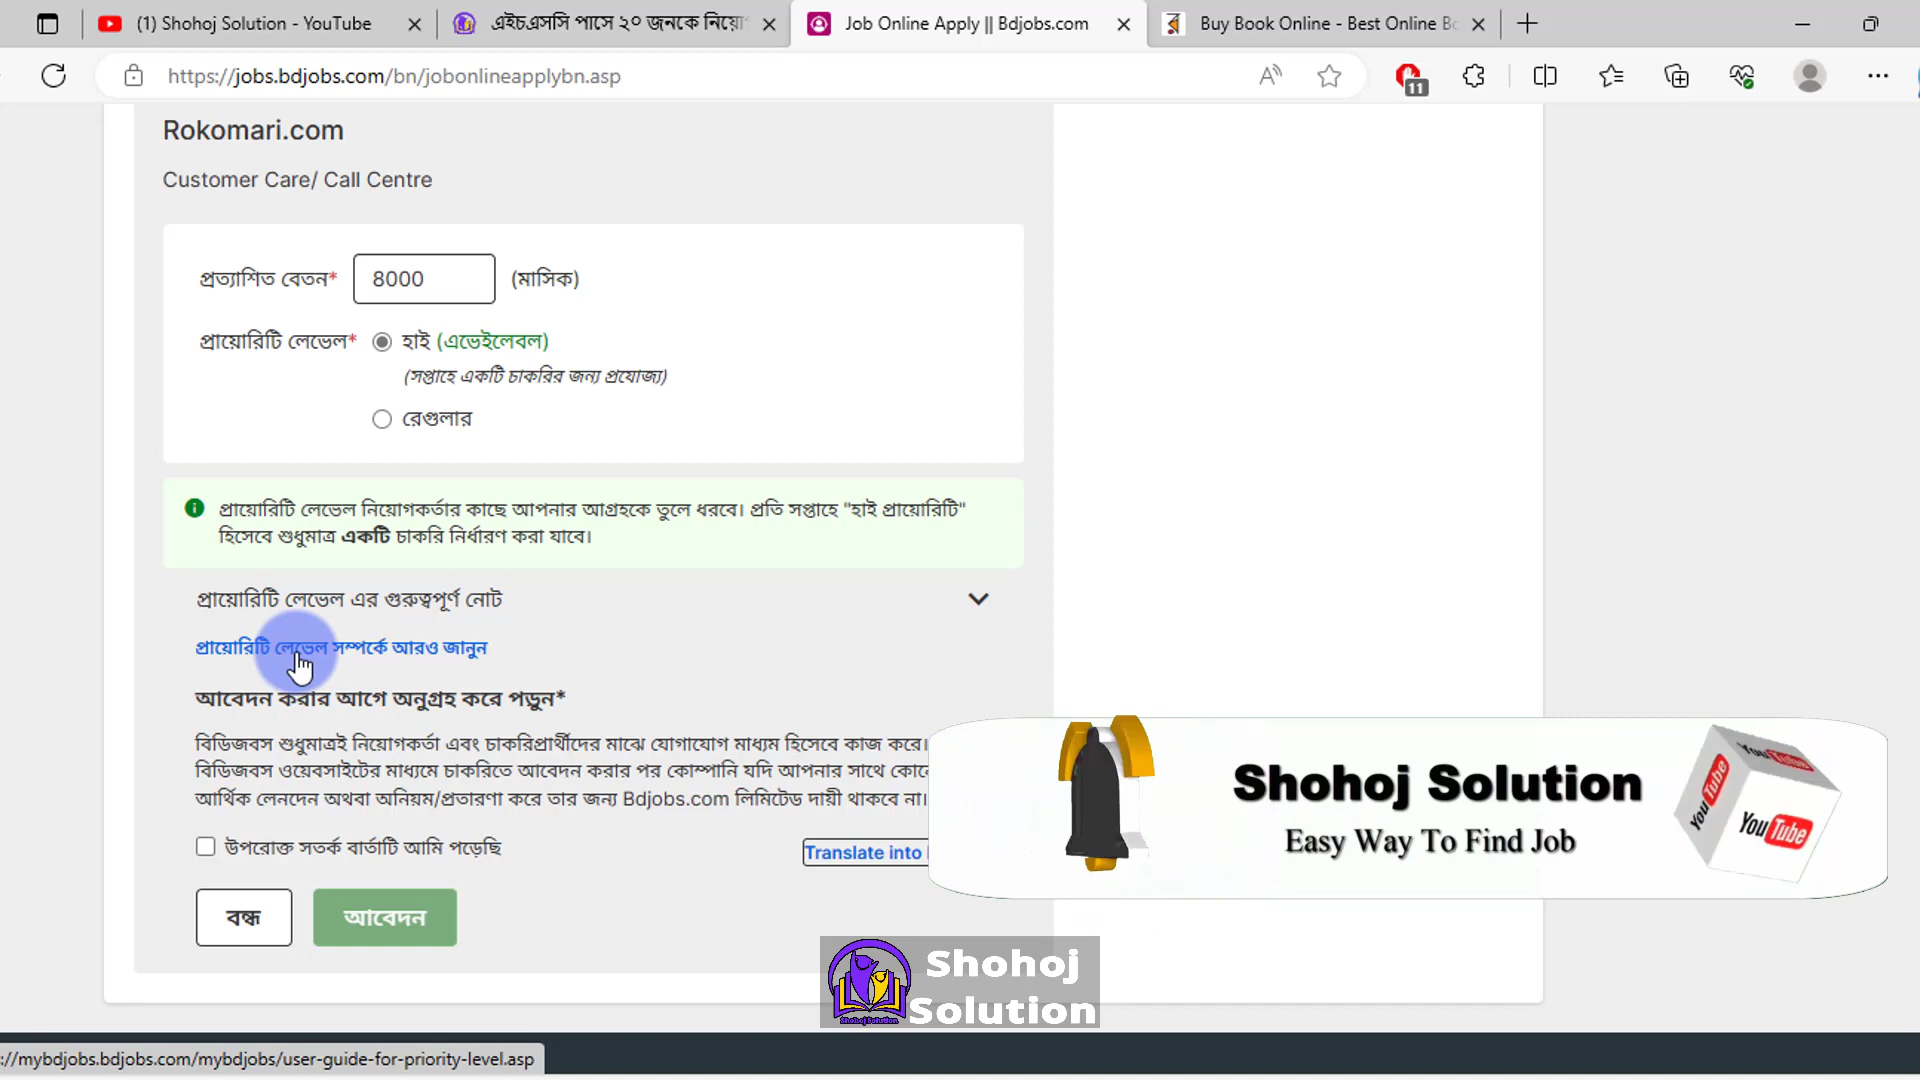 (1) Shohoj Solution - YouTube
এইচএসসি পাসে ২০ জনকে নিয়ো
Job Online Apply || Bdjobs.com
Buy Book Online - Best Online Bo
https://jobs.bdjobs.com/bn/jobonlineapplybn.asp
11
Rokomari.com
Customer Care/ Call Centre
প্রত্যাশিত বেতন* 8000 (মাসিক)
প্রায়োরিটি লেভেল* হাই (এভেইলেবল)
(সপ্তাহে একটি চাকরির জন্য প্রযোজ্য)
রেগুলার
প্রায়োরিটি লেভেল নিয়োগকর্তার কাছে আপনার আগ্রহকে তুলে ধরবে। প্রতি সপ্তাহে "হাই প্রায়োরিটি"
হিসেবে শুধুমাত্র একটি চাকরি নির্ধারণ করা যাবে।
প্রায়োরিটি লেভেল এর গুরুত্বপূর্ণ নোট
প্রায়োরিটি লেভেল সম্পর্কে আরও জানুন
আবেদন করার আগে অনুগ্রহ করে পড়ুন*
বিডিজবস শুধুমাত্রই নিয়োগকর্তা এবং চাকরিপ্রার্থীদের মাঝে যোগাযোগ মাধ্যম হিসেবে কাজ করে।
বিডিজবস ওয়েবসাইটের মাধ্যমে চাকরিতে আবেদন করার পর কোম্পানি যদি আপনার সাথে কোনো
আর্থিক লেনদেন অথবা অনিয়ম/প্রতারণা করে তার জন্য Bdjobs.com লিমিটেড দায়ী থাকবে না।
উপরোক্ত সতর্ক বার্তাটি আমি পড়েছি
Translate into
বন্ধ
আবেদন
Shohoj Solution
Easy Way To Find Job
YouTube
YouTube
YouTube
Shohoj
Solution
Shohoj Solution
://mybdjobs.bdjobs.com/mybdjobs/user-guide-for-priority-level.asp